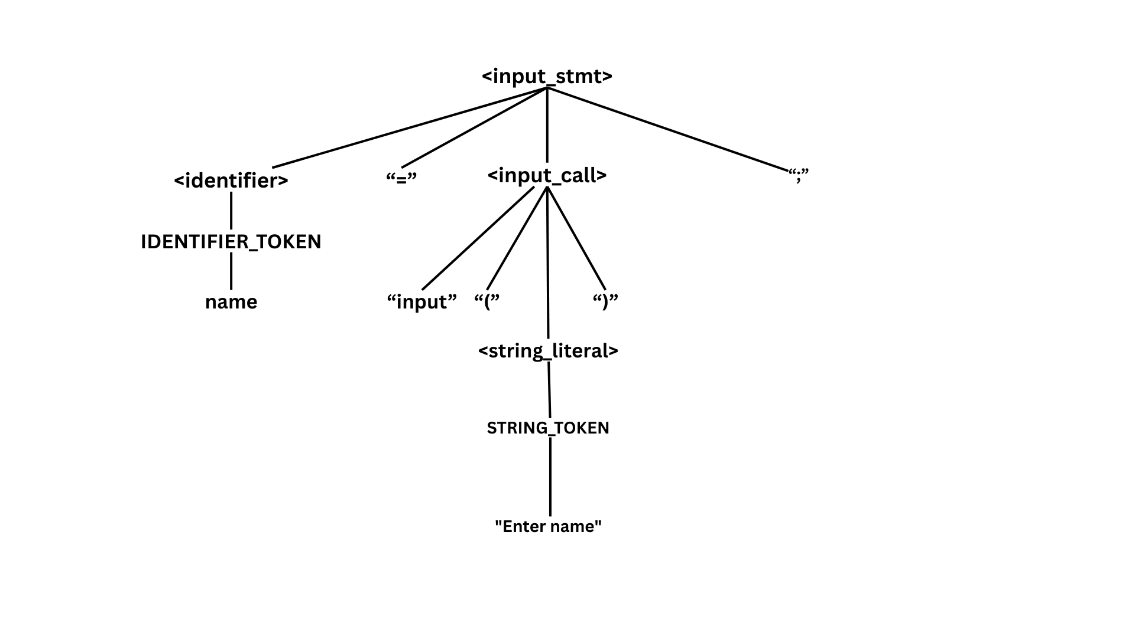 <input_stmt>
<identifier> “=” <input_call> “;”
IDENTIFIER_TOKEN
name “input” “(” “)”
<string_literal>
STRING_TOKEN
"Enter name"